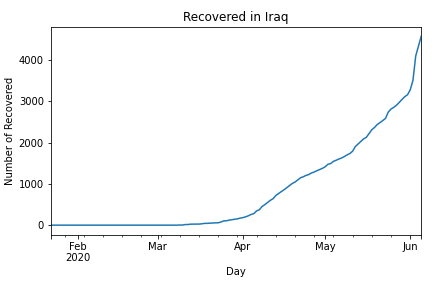 Recovered in Iraq
Number of Recovered
4000
3000
2000
1000
0
Feb
2020
Mar
Apr
May
Jun
Day